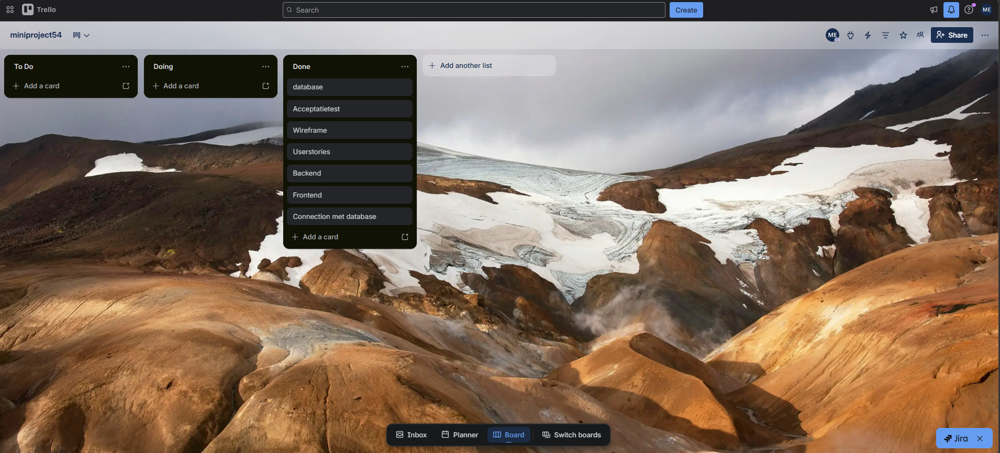 Trello
Search
Create
ME
miniproject54
ME
Share
To Do
Add a card
Doing
Add a card
Done
database
Acceptatietest
Wireframe
Userstories
Backend
Frontend
Connection met database
Add a card
Add another list
Inbox
Planner
Board
Switch boards
Jira